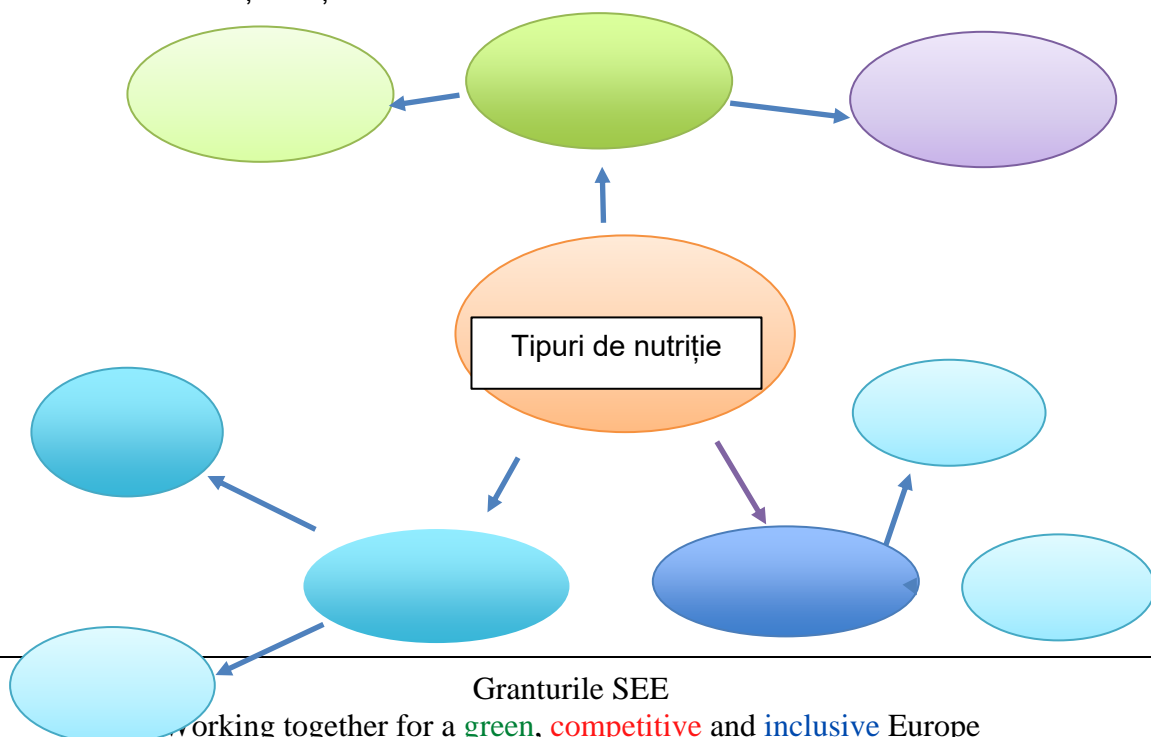 Tipuri de nutriție
Granturile SEE
Working together for a green, competitive and inclusive Europe